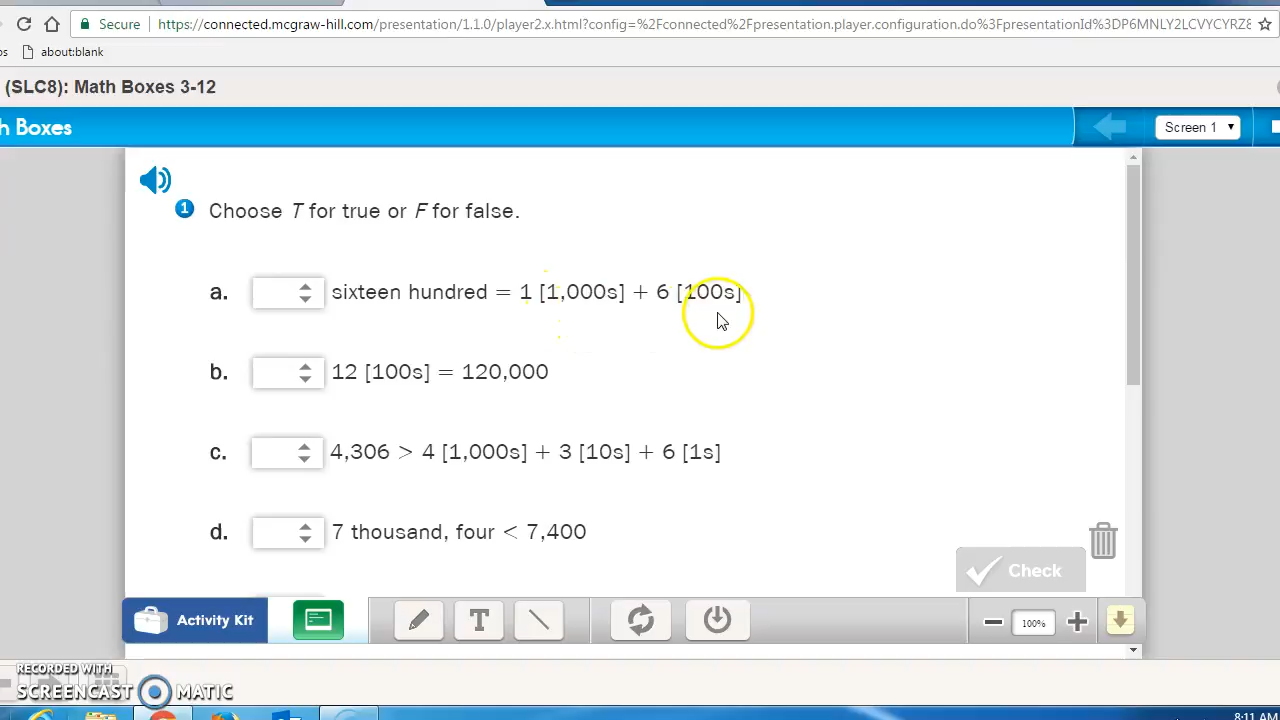 Secure https://connected.mcgraw-hill.com/presentation/1.1.0/player2.x.html?config=%2Fconnected%2Fpresentation.player.configuration.do%3FpresentationId%3DP6MNLY2LCVYCYRZ8
ps about:blank
(SLC8): Math Boxes 3-12
h Boxes
Screen 1
1 Choose T for true or F for false.
a. sixteen hundred = 1 [1,000s] + 6 [100s]
b. 12 [100s] = 120,000
c. 4,306 > 4 [1,000s] + 3 [10s] + 6 [1s]
d. 7 thousand, four < 7,400
Check
Activity Kit
T
100%
RECORDED WITH
SCREENCAST MATIC
8:11 AM